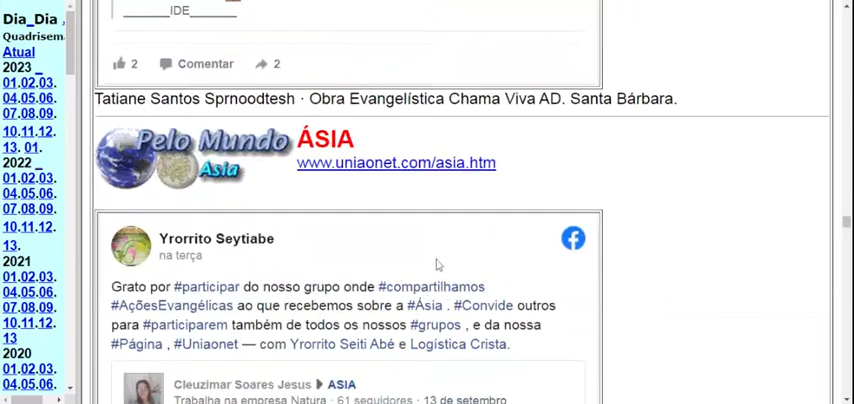 Dia_Dia
Quadrisem
Atual
2023 _
01.02.03.
04.05.06.
07.08.09.
10.11.12.
13. 01.
2022 _
01.02.03.
04.05.06.
07.08.09.
10.11.12.
13.
2021
01.02.03.
04.05.06.
07.08.09.
10.11.12.
13
2020
01.02.03.
04.05.06.
______IDE______
2 Comentar 2
Tatiane Santos Sprnoodtesh · Obra Evangelística Chama Viva AD. Santa Bárbara.
Pelo Mundo
Asia
ÁSIA
www.uniaonet.com/asia.htm
Yrorrito Seytiabe
na terça
Grato por #participar do nosso grupo onde #compartilhamos
#AçõesEvangélicas ao que recebemos sobre a #Ásia . #Convide outros
para #participarem também de todos os nossos #grupos , e da nossa
#Página , #Uniaonet — com Yrorrito Seiti Abé e Logística Crista.
Cleuzimar Soares Jesus ▸ ASIA
Trabalha na empresa Natura · 61 seguidores · 13 de setembro